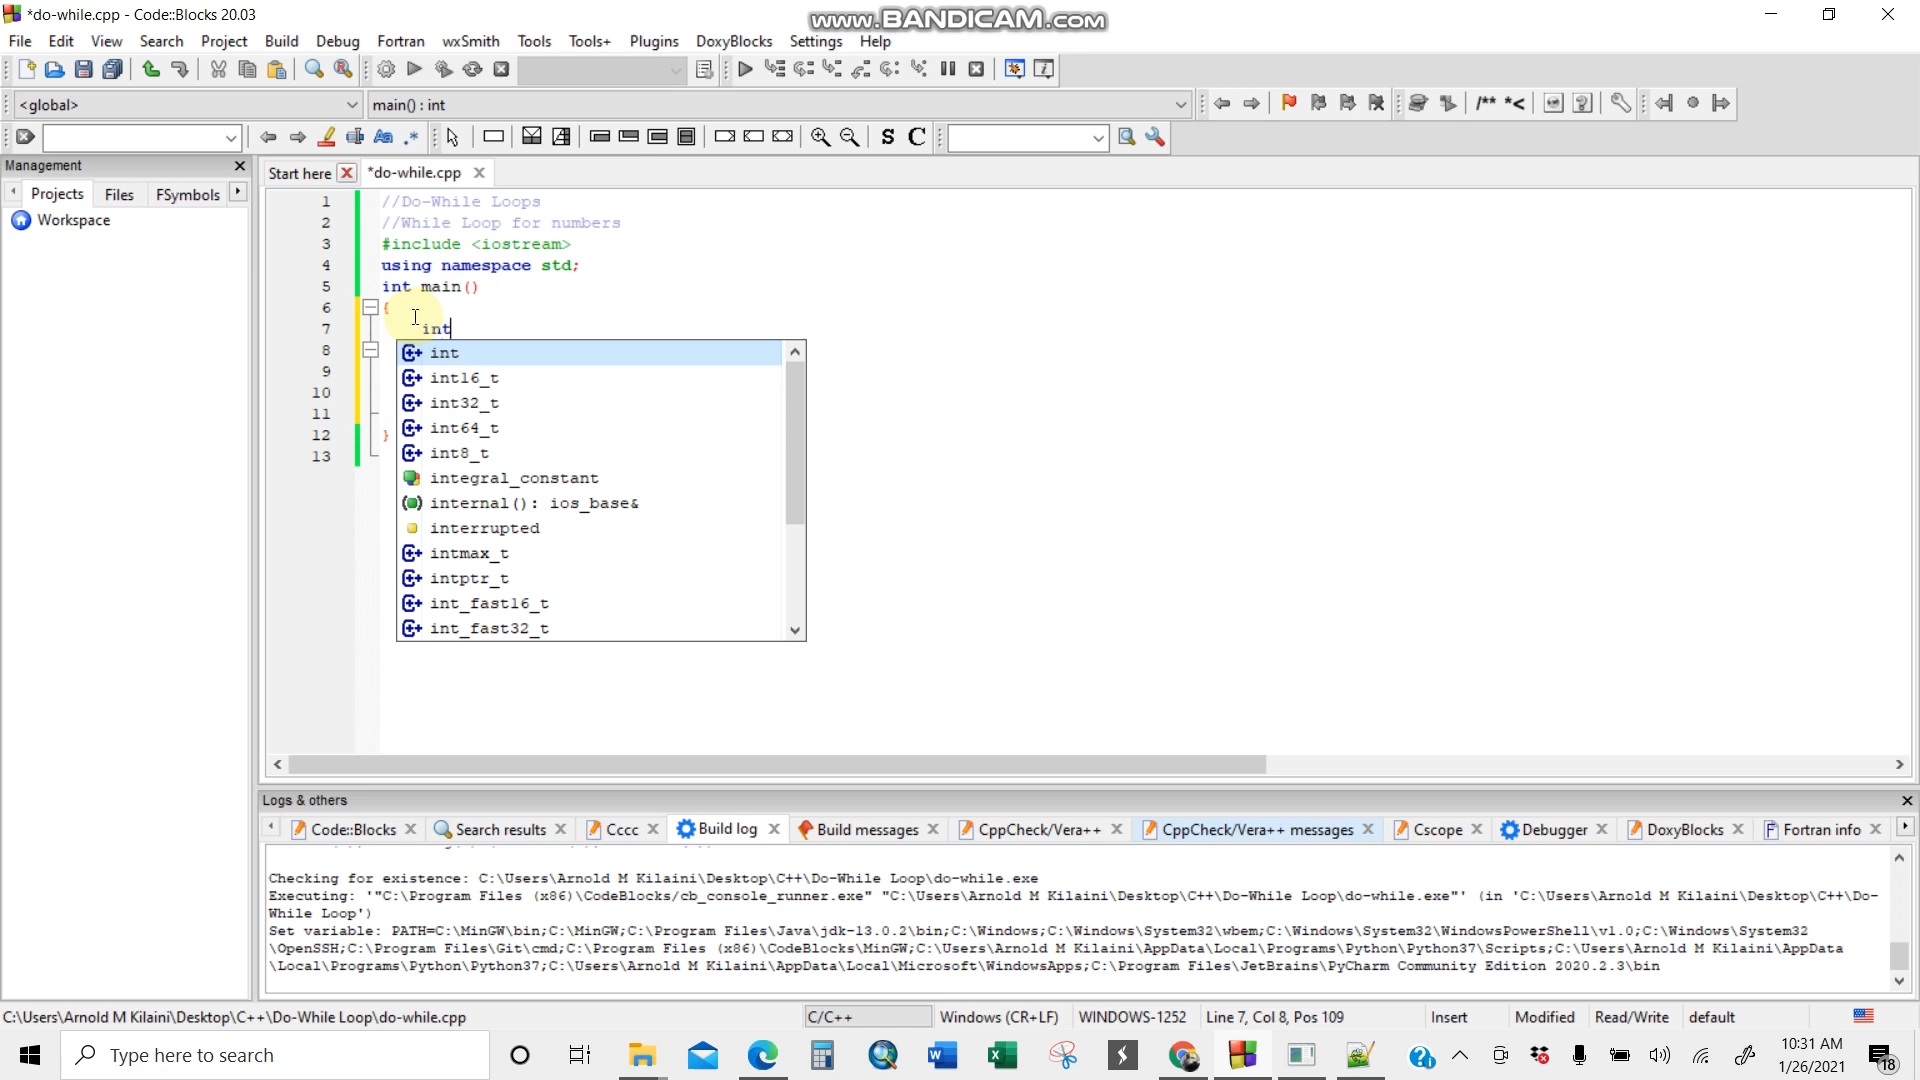 *do-while.cpp - Code::Blocks 20.03
www.BANDICAM.COM
File Edit View Search Project Build Debug Fortran wxSmith Tools Tools+ Plugins DoxyBlocks Settings Help
<global> main() : int
/** *<
Aa .*
S C
Management
Projects Files FSymbols
Workspace
Start here *do-while.cpp
1 //Do-While Loops
2 //While Loop for numbers
3 #include <iostream>
4 using namespace std;
5 int main()
6 {
7 int
8
9
10
11
12 }
13
int
int16_t
int32_t
int64_t
int8_t
integral_constant
internal(): ios_base&
interrupted
intmax_t
intptr_t
int_fast16_t
int_fast32_t
Logs & others
Code::Blocks Search results Cccc Build log Build messages CppCheck/Vera++ CppCheck/Vera++ messages Cscope Debugger DoxyBlocks Fortran info
Checking for existence: C:\Users\Arnold M Kilaini\Desktop\C++\Do-While Loop\do-while.exe
Executing: '"C:\Program Files (x86)\CodeBlocks/cb_console_runner.exe" "C:\Users\Arnold M Kilaini\Desktop\C++\Do-While Loop\do-while.exe"' (in 'C:\Users\Arnold M Kilaini\Desktop\C++\Do-
While Loop')
Set variable: PATH=C:\MinGW\bin;C:\MinGW;C:\Program Files\Java\jdk-13.0.2\bin;C:\Windows;C:\Windows\System32\wbem;C:\Windows\System32\WindowsPowerShell\v1.0;C:\Windows\System32
\OpenSSH;C:\Program Files\Git\cmd;C:\Program Files (x86)\CodeBlocks\MinGW;C:\Users\Arnold M Kilaini\AppData\Local\Programs\Python\Python37\Scripts;C:\Users\Arnold M Kilaini\AppData
\Local\Programs\Python\Python37;C:\Users\Arnold M Kilaini\AppData\Local\Microsoft\WindowsApps;C:\Program Files\JetBrains\PyCharm Community Edition 2020.2.3\bin
C:\Users\Arnold M Kilaini\Desktop\C++\Do-While Loop\do-while.cpp C/C++ Windows (CR+LF) WINDOWS-1252 Line 7, Col 8, Pos 109 Insert Modified Read/Write default
Type here to search
10:31 AM
1/26/2021
18